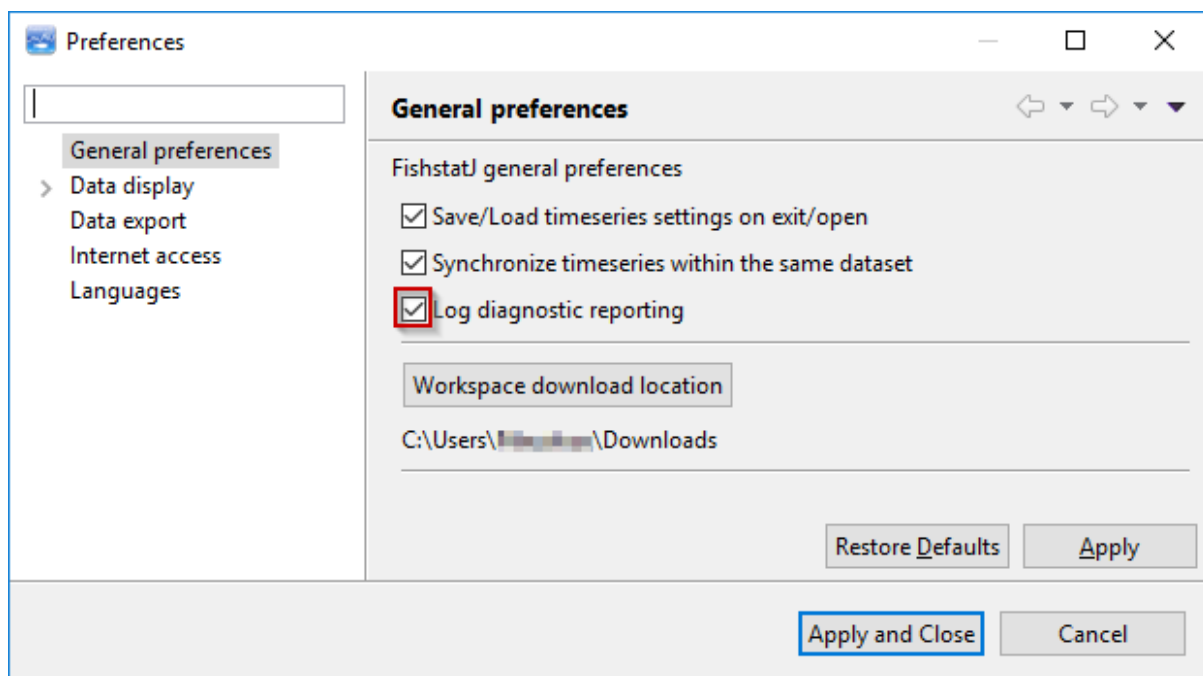 Preferences
General preferences
Data display
Data export
Internet access
Languages
General preferences
FishstatJ general preferences
Save/Load timeseries settings on exit/open
Synchronize timeseries within the same dataset
Log diagnostic reporting
Workspace download location
C:\Users\ \Downloads
Restore Defaults
Apply
Apply and Close
Cancel